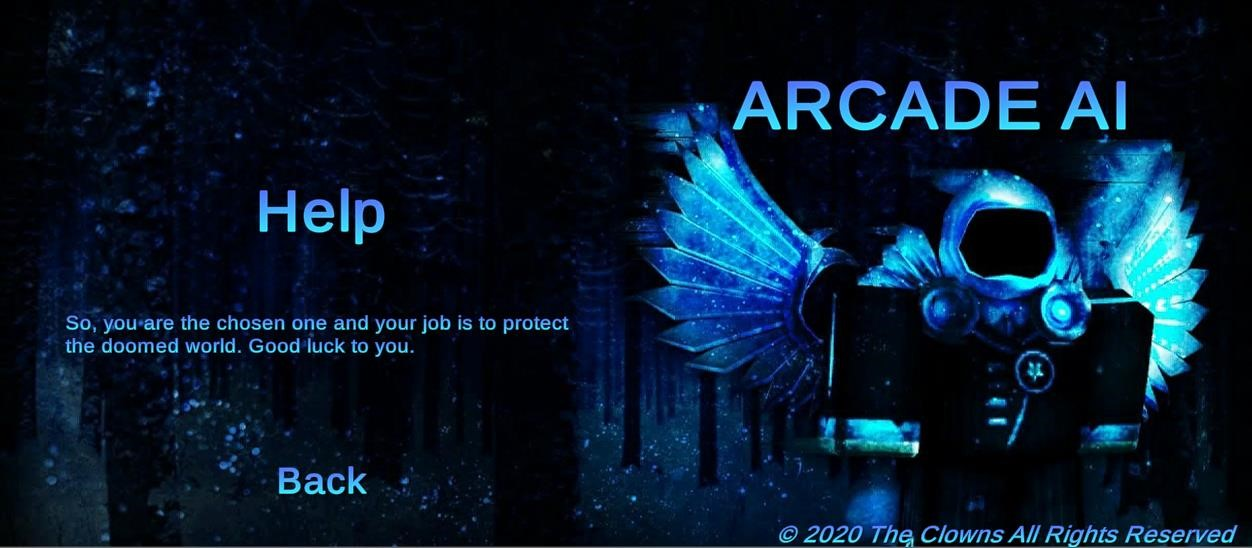 ARCADE AI
Help
So, you are the chosen one and your job is to protect
the doomed world. Good luck to you.
Back
© 2020 The Clowns All Rights Reserved